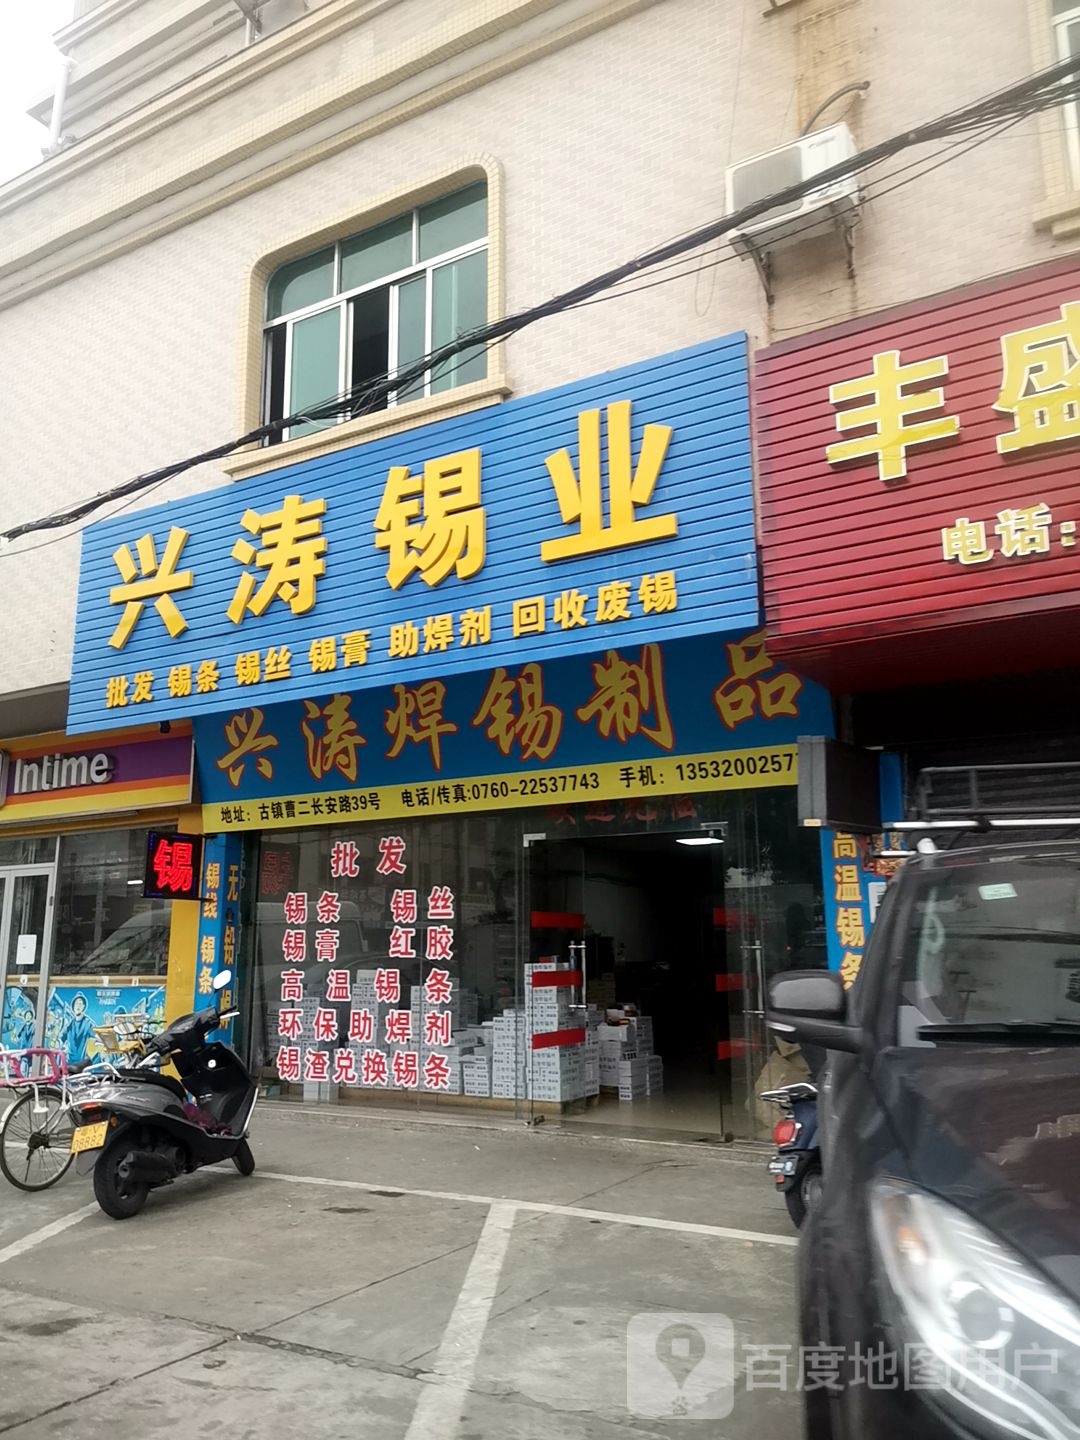 兴涛锡业
批发 锡条 锡丝 锡膏 助焊剂 回收废锡
丰盛
电话:
兴涛焊锡制品
地址：古镇曹二长安路39号 电话/传真:0760-22537743 手机：1353200257
Intime
锡
锡线 锡条
无铅焊
高温锡条
批发
锡条 锡丝
锡膏 红胶
高温锡条
环保助焊剂
锡渣兑换锡条
08882
百度地图用户